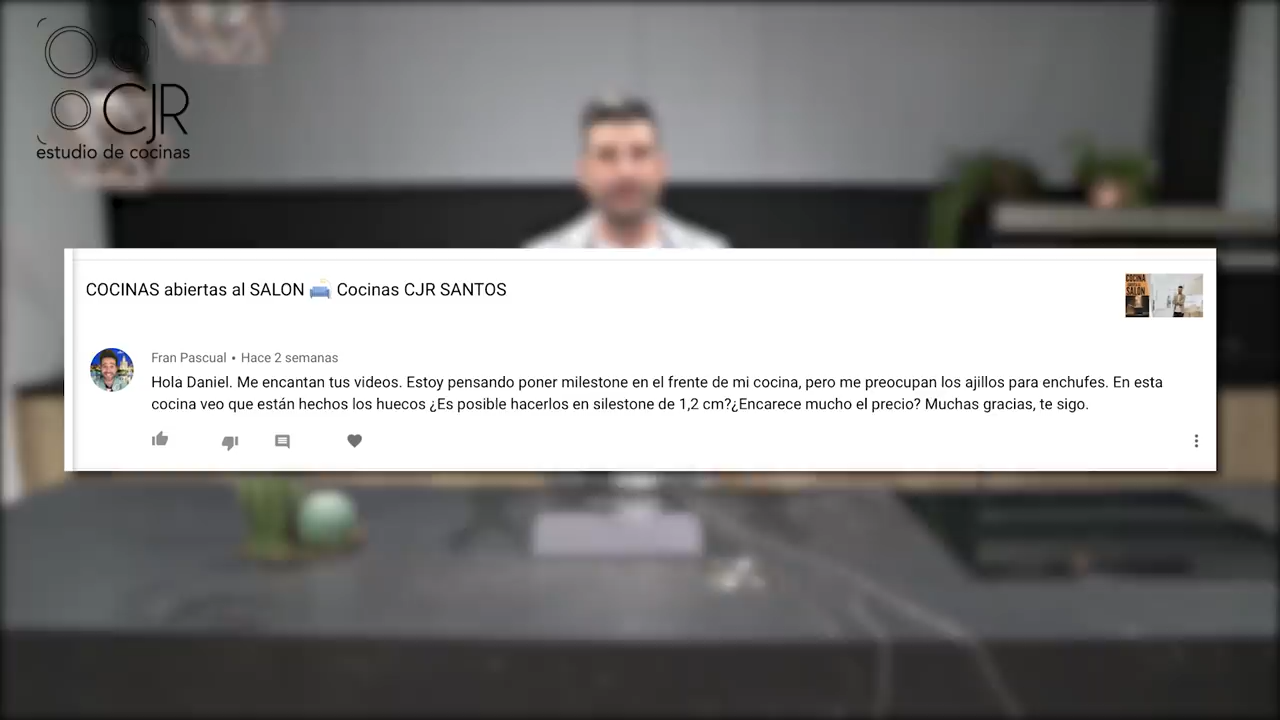 CJR
estudio de cocinas
COCINAS abiertas al SALON 🛋️ Cocinas CJR SANTOS
COCINA
SALÓN
Fran Pascual • Hace 2 semanas
Hola Daniel. Me encantan tus videos. Estoy pensando poner milestone en el frente de mi cocina, pero me preocupan los ajillos para enchufes. En esta
cocina veo que están hechos los huecos ¿Es posible hacerlos en silestone de 1,2 cm?¿Encarece mucho el precio? Muchas gracias, te sigo.